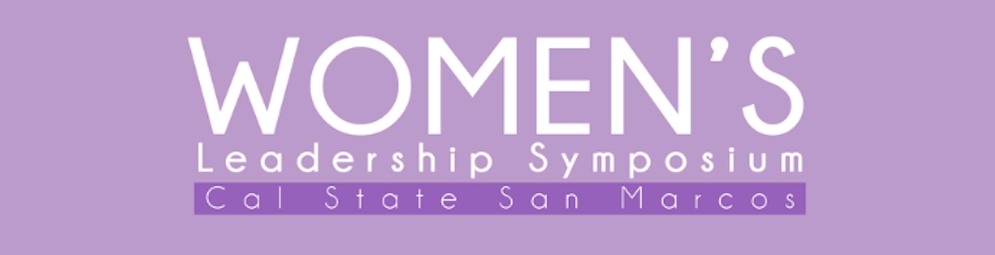 WOMEN'S
Leadership Symposium
Cal State San Marcos